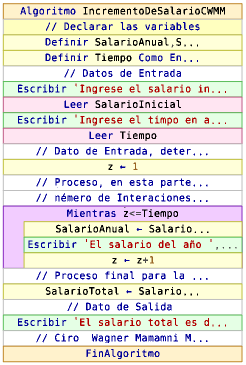 Algoritmo IncrementoDeSalarioCWMM
// Declarar las variables
Definir SalarioAnual,S...
Definir Tiempo Como En...
// Datos de Entrada
Escribir 'Ingrese el salario in...
Leer SalarioInicial
Escribir 'Ingrese el timpo en a...
Leer Tiempo
// Dato de Entrada, deter...
z ← 1
// Proceso, en esta parte...
// número de Interaciones...
Mientras z<=Tiempo
SalarioAnual ← Salario...
Escribir 'El salario del año ',...
z ← z+1
// Proceso final para la ...
SalarioTotal ← Salario...
// Dato de Salida
Escribir 'El salario total es d...
// Ciro Wagner Mamamni M...
FinAlgoritmo